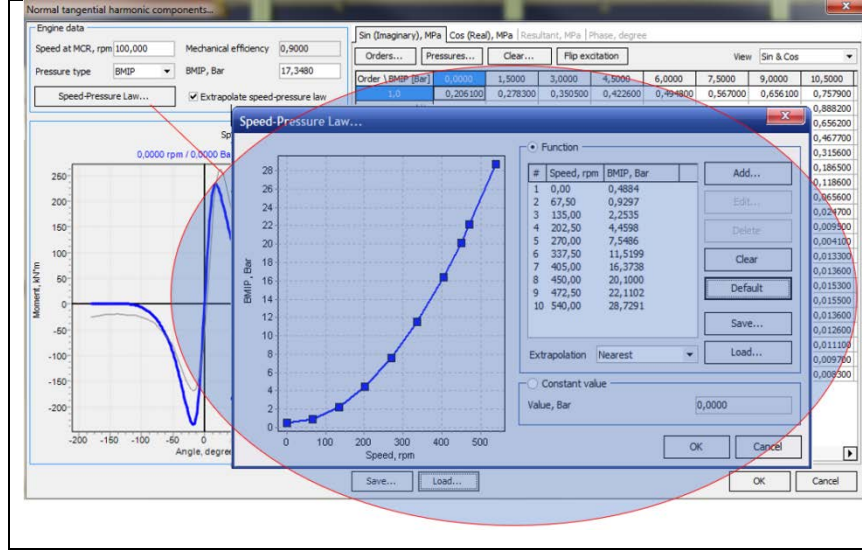 Normal tangential harmonic components...
Engine data
Speed at MCR, rpm 100,000 Mechanical efficiency 0,9000
Pressure type BMIP BMIP, Bar 17,3480
Speed-Pressure Law... Extrapolate speed-pressure law
Sin (Imaginary), MPa Cos (Real), MPa Resultant, MPa Phase, degree
Orders... Pressures... Clear... Flip excitation View Sin & Cos
Order \ BMIP [Bar] 0,0000 1,5000 3,0000 4,5000 6,0000 7,5000 9,0000 10,5000
1,0 0,206100 0,278300 0,350500 0,422600 0,494800 0,567000 0,656100 0,757900
0,888200
0,656200
0,467700
0,315600
0,186500
0,118600
0,065600
0,024700
0,009500
0,004100
0,013300
0,013600
0,015300
0,015500
0,013600
0,012600
0,011100
0,009700
0,008300
Sp
0,0000 rpm / 0,0000 Ba
250
200
150
100
50
0
-50
-100
-150
-200
Moment, kN*m
-200 -150 -100 -50 0
Angle, degree
Speed-Pressure Law...
28
26
24
22
20
18
16
14
12
10
8
6
4
2
0
BMIP, Bar
0 100 200 300 400 500
Speed, rpm
Function
# Speed, rpm BMIP, Bar
1 0,00 0,4884
2 67,50 0,9297
3 135,00 2,2535
4 202,50 4,4598
5 270,00 7,5486
6 337,50 11,5199
7 405,00 16,3738
8 450,00 20,1000
9 472,50 22,1102
10 540,00 28,7291
Add...
Edit...
Delete
Clear
Default
Save...
Load...
Extrapolation Nearest
Constant value
Value, Bar 0,0000
OK Cancel
Save... Load... OK Cancel